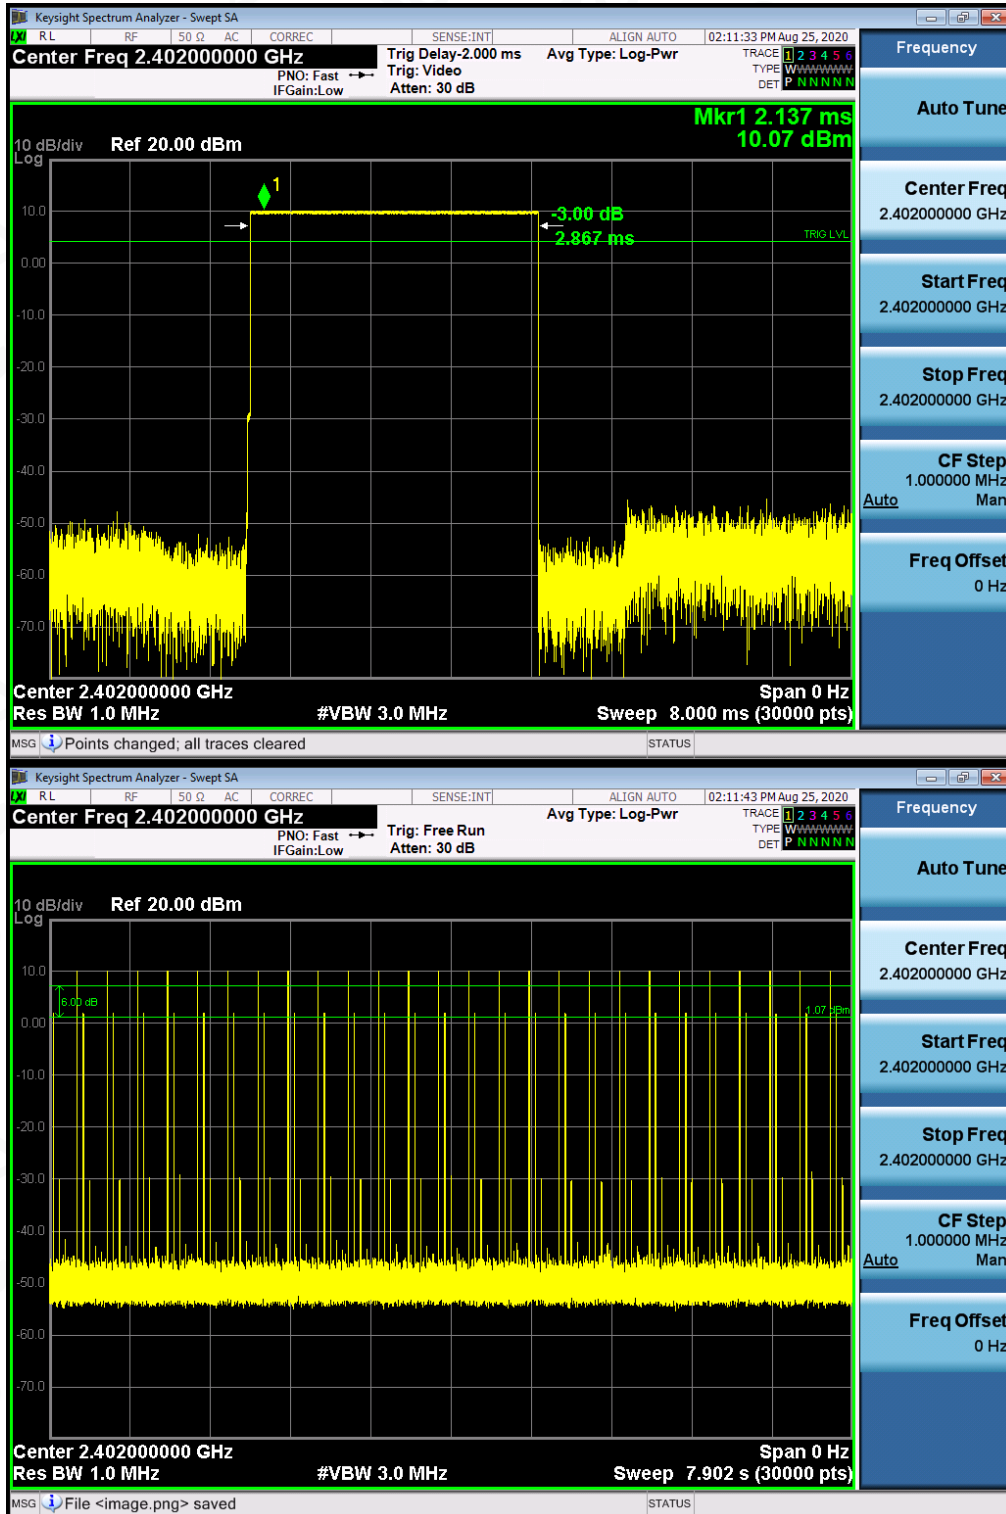 Keysight Spectrum Analyzer - Swept SA
LXI RL RF 50 Ω AC CORREC SENSE:INT ALIGN AUTO 02:11:33 PM Aug 25, 2020
Center Freq 2.402000000 GHz
PNO: Fast
IFGain:Low
Trig Delay-2.000 ms
Trig: Video
Atten: 30 dB
Avg Type: Log-Pwr
TRACE 1 2 3 4 5 6
TYPE WWWWWW
DET P N N N N N
Mkr1 2.137 ms
10.07 dBm
10 dB/div
Log
Ref 20.00 dBm
1
-3.00 dB
2.867 ms
TRIG LVL
10.0
0.00
-10.0
-20.0
-30.0
-40.0
-50.0
-60.0
-70.0
Center 2.402000000 GHz
Span 0 Hz
Res BW 1.0 MHz
#VBW 3.0 MHz
Sweep 8.000 ms (30000 pts)
MSG Points changed; all traces cleared
STATUS
Frequency
Auto Tune
Center Freq
2.402000000 GHz
Start Freq
2.402000000 GHz
Stop Freq
2.402000000 GHz
CF Step
1.000000 MHz
Auto Man
Freq Offset
0 Hz
Keysight Spectrum Analyzer - Swept SA
LXI RL RF 50 Ω AC CORREC SENSE:INT ALIGN AUTO 02:11:43 PM Aug 25, 2020
Center Freq 2.402000000 GHz
PNO: Fast
IFGain:Low
Trig: Free Run
Atten: 30 dB
Avg Type: Log-Pwr
TRACE 1 2 3 4 5 6
TYPE WWWWWW
DET P N N N N N
10 dB/div
Log
Ref 20.00 dBm
6.00 dB
1.07 dBm
10.0
0.00
-10.0
-20.0
-30.0
-40.0
-50.0
-60.0
-70.0
Center 2.402000000 GHz
Span 0 Hz
Res BW 1.0 MHz
#VBW 3.0 MHz
Sweep 7.902 s (30000 pts)
MSG File <image.png> saved
STATUS
Frequency
Auto Tune
Center Freq
2.402000000 GHz
Start Freq
2.402000000 GHz
Stop Freq
2.402000000 GHz
CF Step
1.000000 MHz
Auto Man
Freq Offset
0 Hz